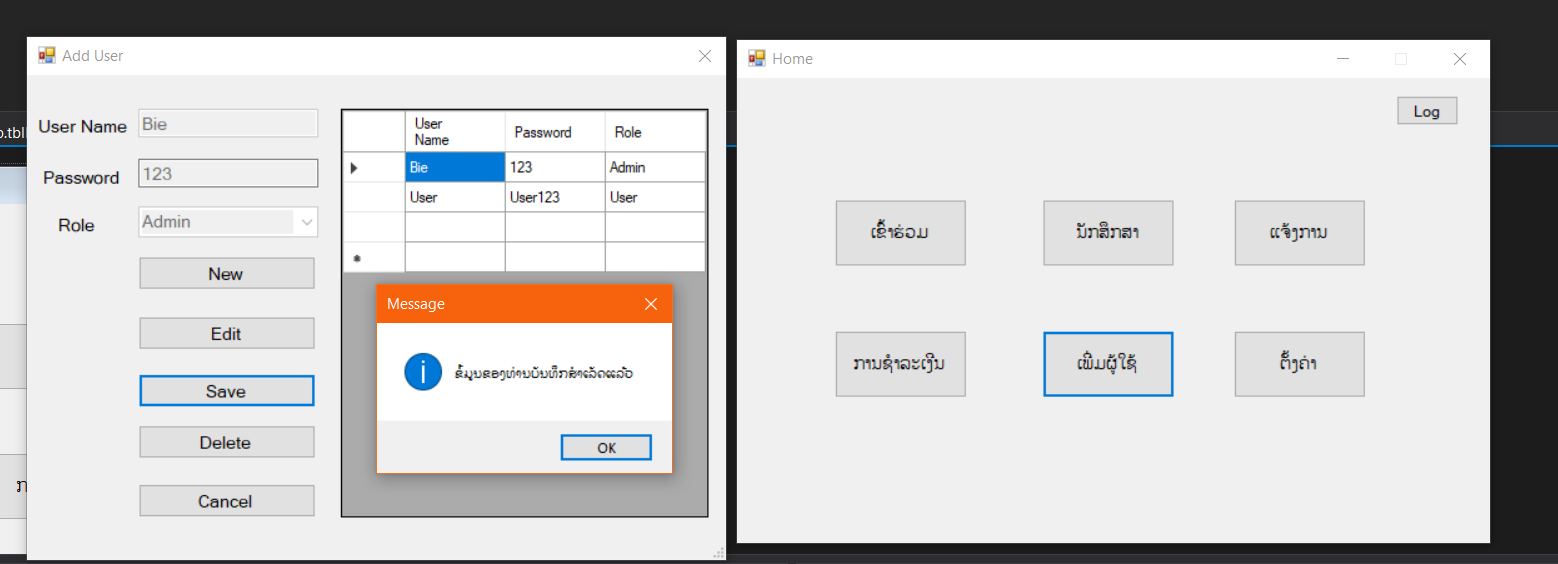 Add User
User Name
Bie
Password
123
Role
Admin
New
Edit
Save
Delete
Cancel
User Name
Password
Role
Bie
123
Admin
User
User123
User
*
Message
ຂໍ້ມູນຂອງທ່ານບັນທຶກສຳເລັດແລ້ວ
OK
Home
Log
ເຂົ້າຮ່ວມ
ນັກສຶກສາ
ແຈ້ງການ
ການຊຳລະເງິນ
ເພີ່ມຜູ້ໃຊ້
ຕັ້ງຄ່າ